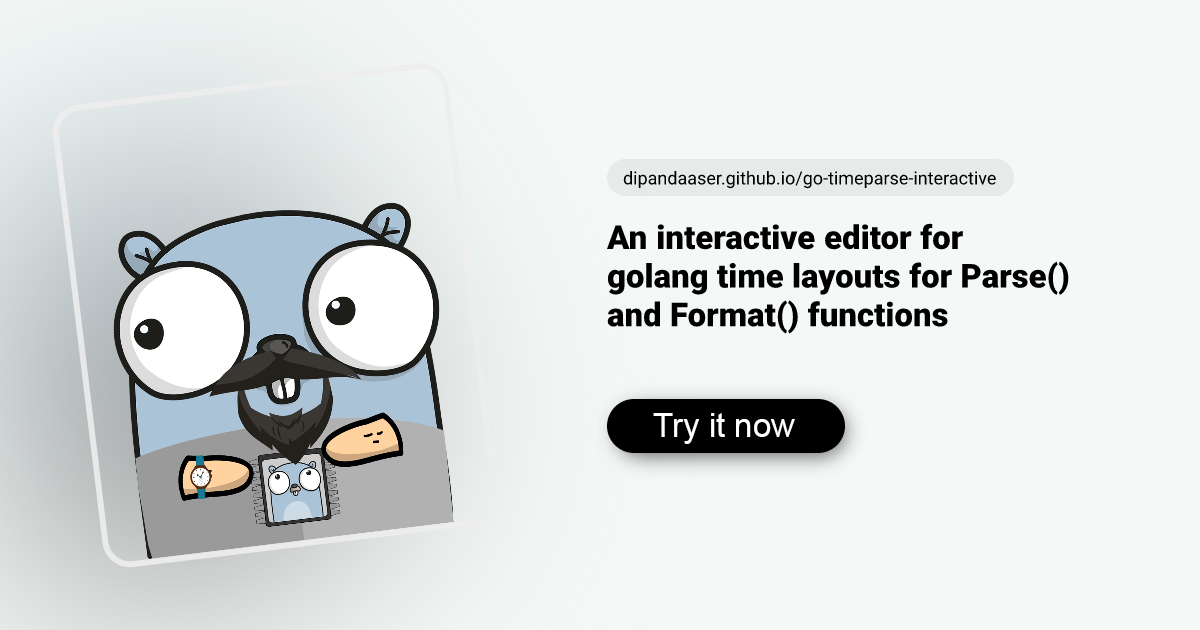 dipandaaser.github.io/go-timeparse-interactive
An interactive editor for
golang time layouts for Parse()
and Format() functions
Try it now